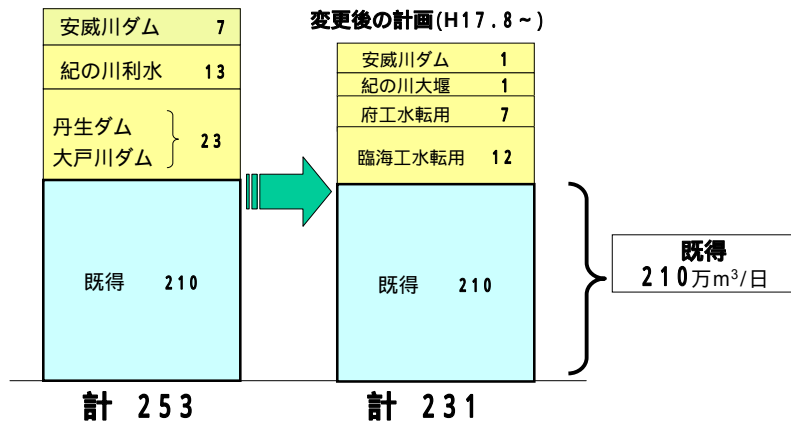 安威川ダム 7
紀の川利水 13
丹生ダム
大戸川ダム
23
既得 210
計 253
変更後の計画(H17.8~)
安威川ダム 1
紀の川大堰 1
府工水転用 7
臨海工水転用 12
既得 210
計 231
既得
210万m³/日